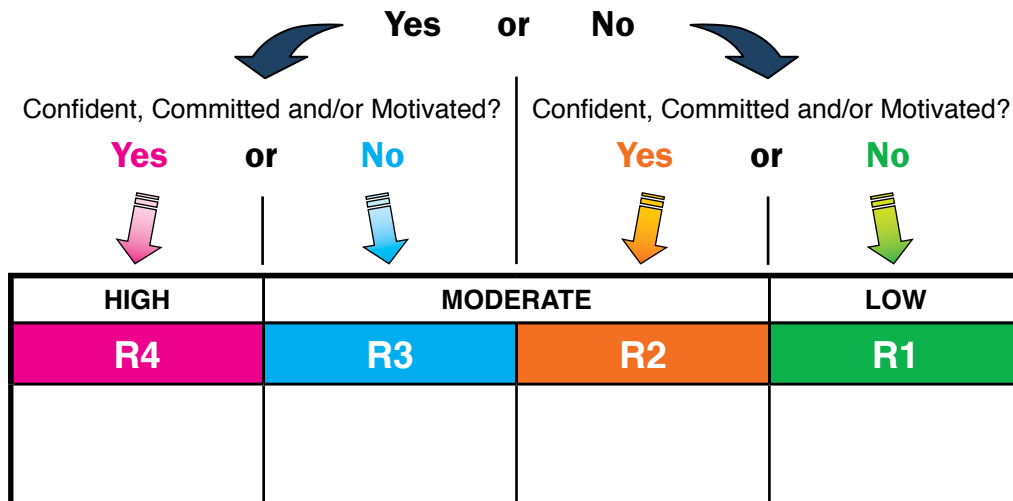 Yes or No
Confident, Committed and/or Motivated? Confident, Committed and/or Motivated?
Yes or No Yes or No
HIGH MODERATE LOW
R4 R3 R2 R1